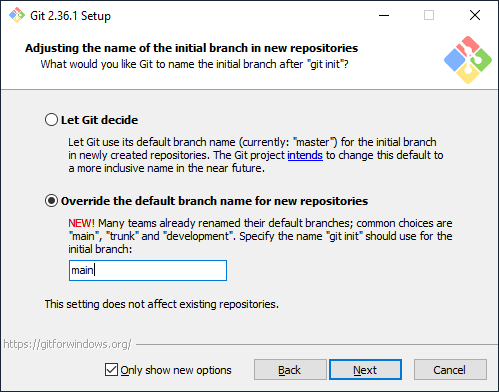 Git 2.36.1 Setup
Adjusting the name of the initial branch in new repositories
What would you like Git to name the initial branch after "git init"?
Let Git decide
Let Git use its default branch name (currently: "master") for the initial branch
in newly created repositories. The Git project intends to change this default to
a more inclusive name in the near future.
Override the default branch name for new repositories
NEW! Many teams already renamed their default branches; common choices are
"main", "trunk" and "development". Specify the name "git init" should use for the
initial branch:
main
This setting does not affect existing repositories.
https://gitforwindows.org/
Only show new options
Back
Next
Cancel